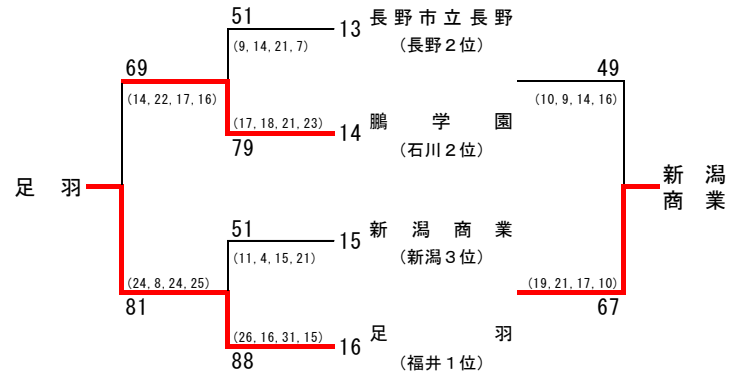 51
13 長野市立長野
(9, 14, 21, 7)
(長野2位)
69
49
(14, 22, 17, 16)
(10, 9, 14, 16)
(17, 18, 21, 23)
14 鵬学園
79
(石川2位)
足羽
新潟
商業
51
15 新潟商業
(11, 4, 15, 21)
(新潟3位)
(24, 8, 24, 25)
(19, 21, 17, 10)
81
67
(26, 16, 31, 15)
16 足羽
88
(福井1位)